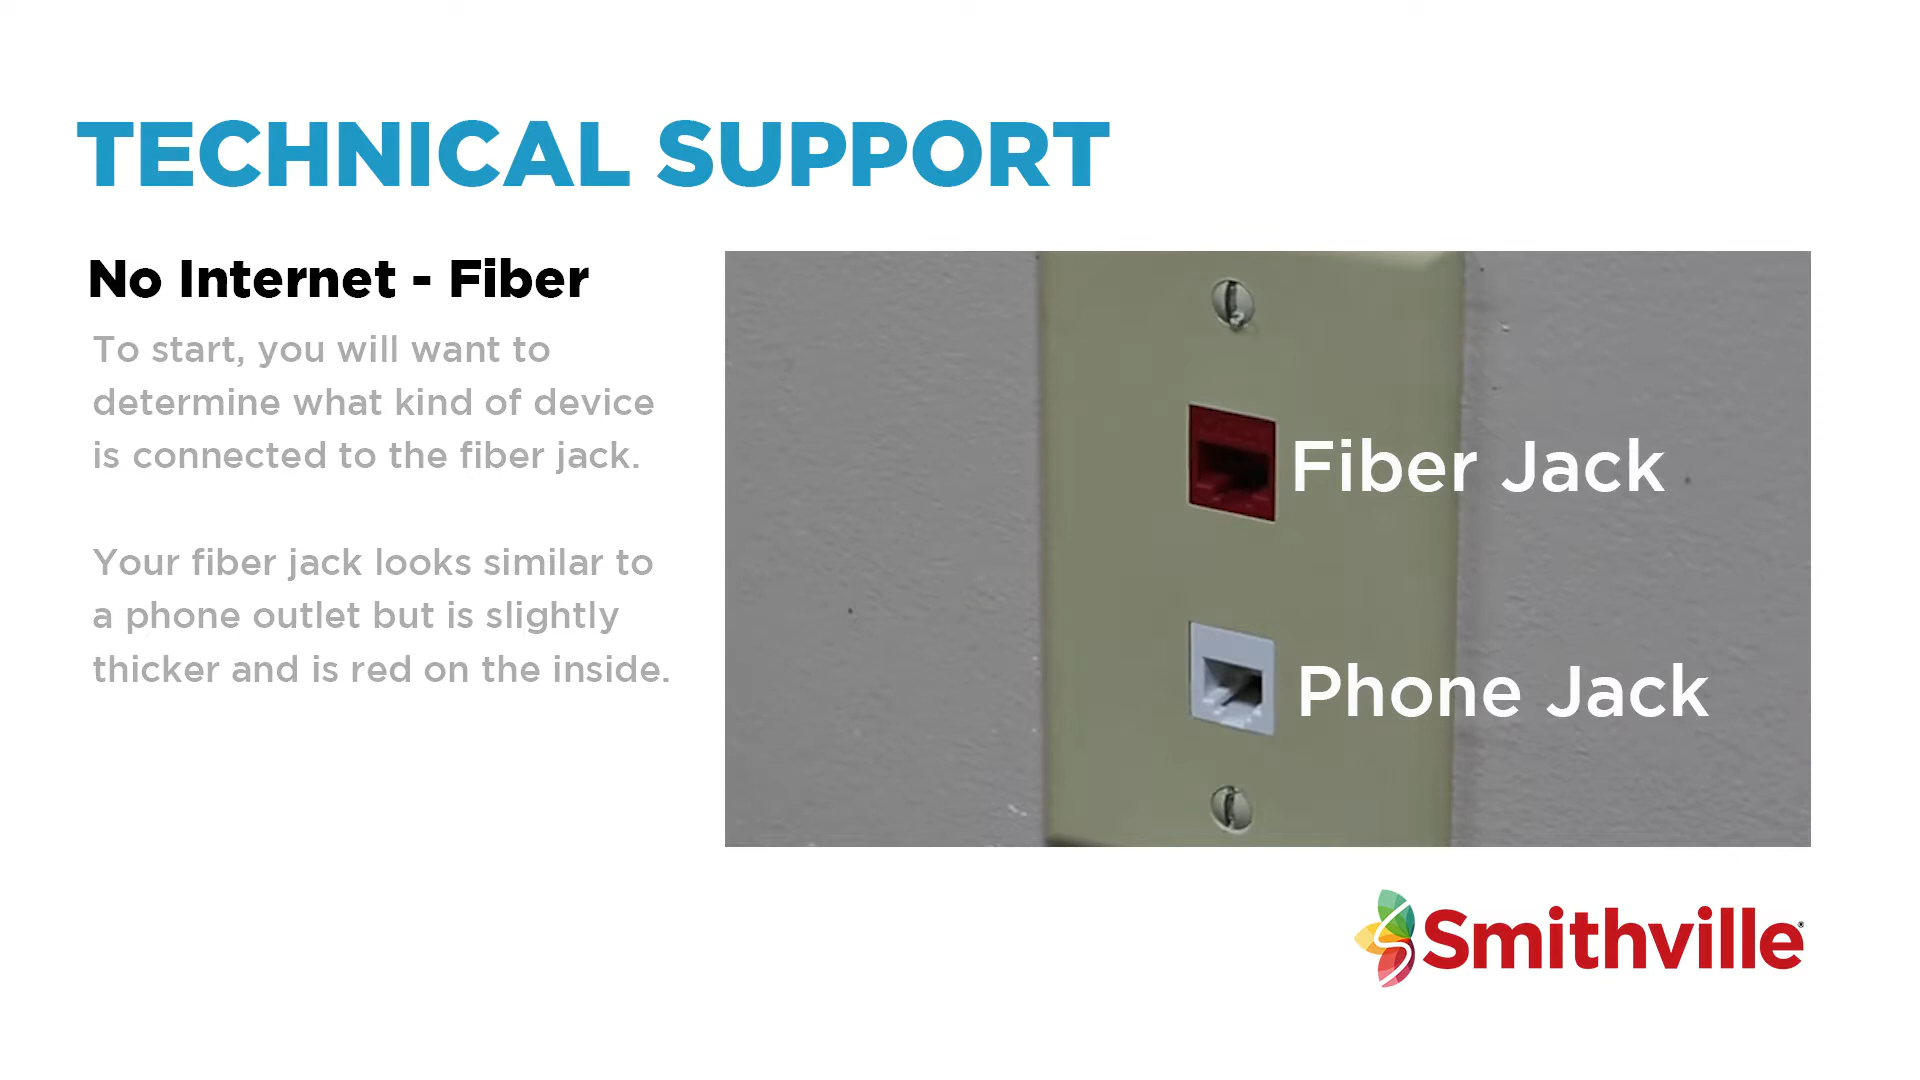 TECHNICAL SUPPORT
No Internet - Fiber
To start, you will want to
determine what kind of device
is connected to the fiber jack.
Your fiber jack looks similar to
a phone outlet but is slightly
thicker and is red on the inside.
Fiber Jack
Phone Jack
Smithville®